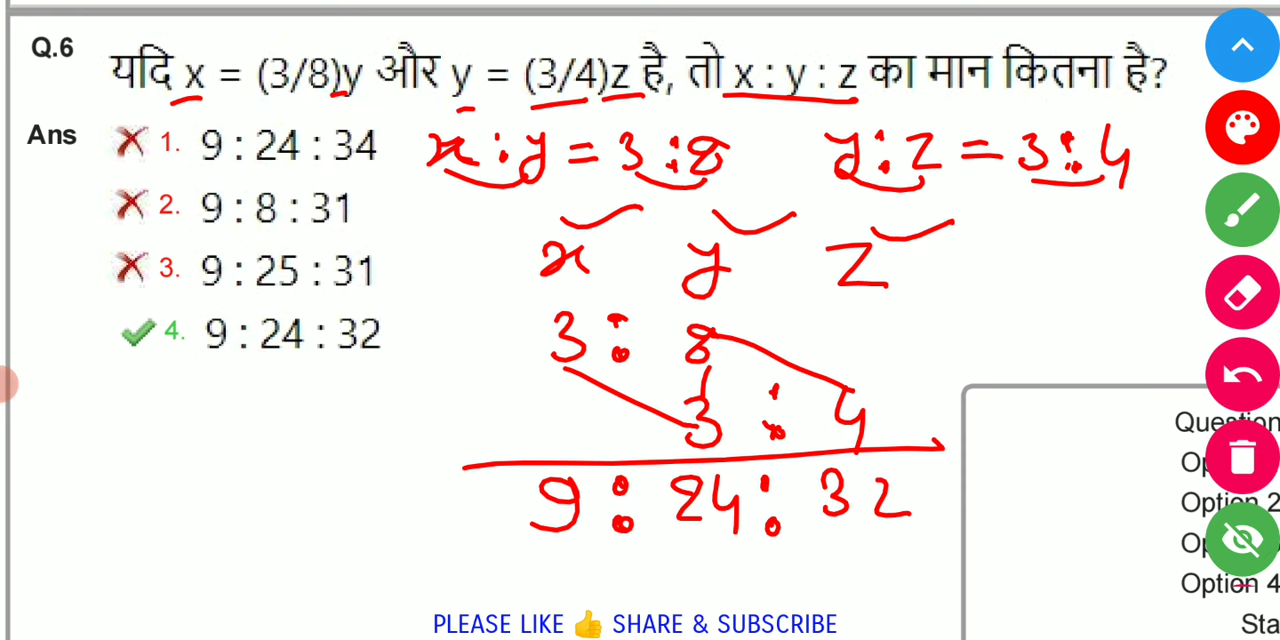 Q.6 यदि x = (3/8)y और y = (3/4)z है, तो x : y : z का मान कितना है?
Ans 1. 9 : 24 : 34
x : y = 3 : 8 y : z = 3 : 4
2. 9 : 8 : 31
3. 9 : 25 : 31
4. 9 : 24 : 32
x y z
3 : 8
3 : 4
9 : 24 : 32
Question
Option 2
Option 4
Sta
PLEASE LIKE 👍 SHARE & SUBSCRIBE